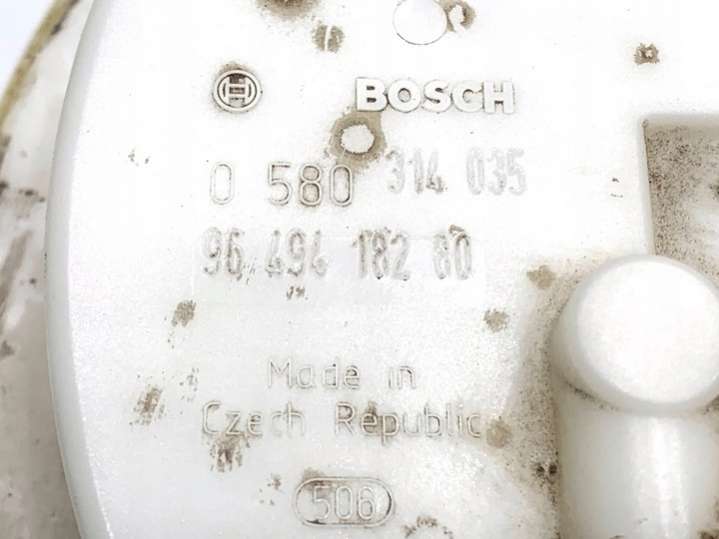 BOSCH
0 580 314 035
96 494 182 80
Made in
Czech Republic
506